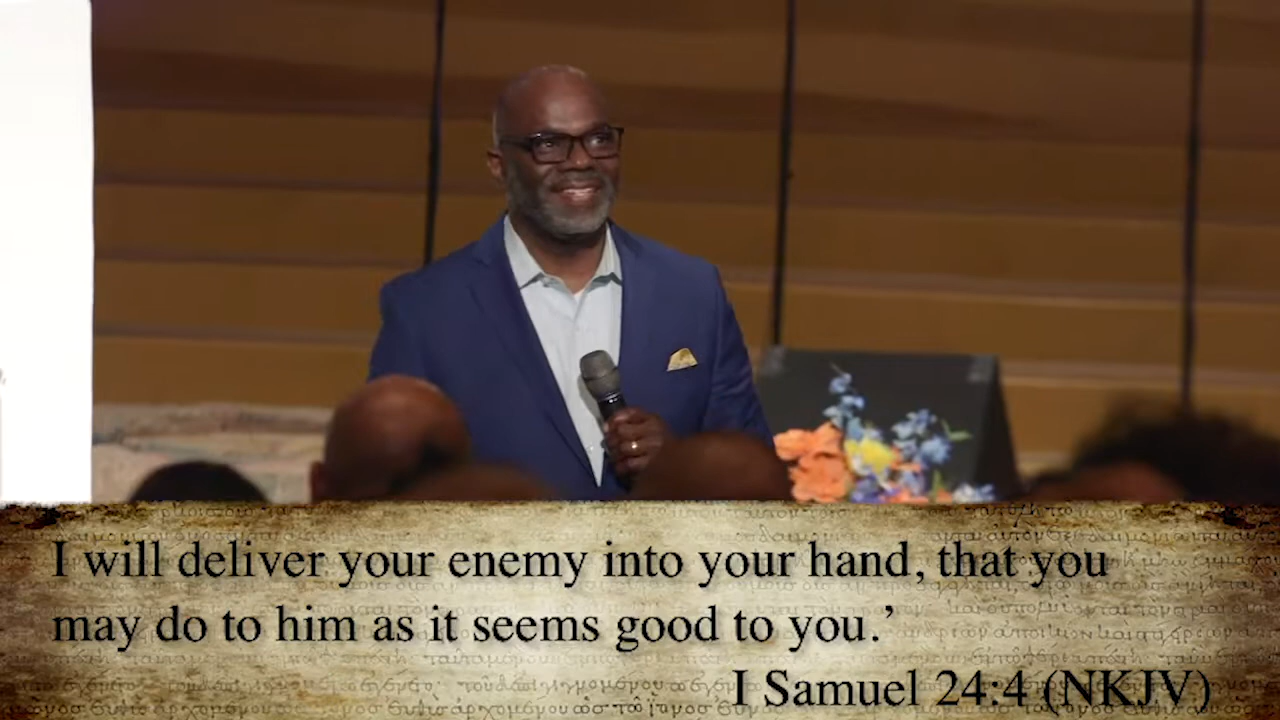 I will deliver your enemy into your hand, that you
may do to him as it seems good to you.’
I Samuel 24:4 (NKJV)